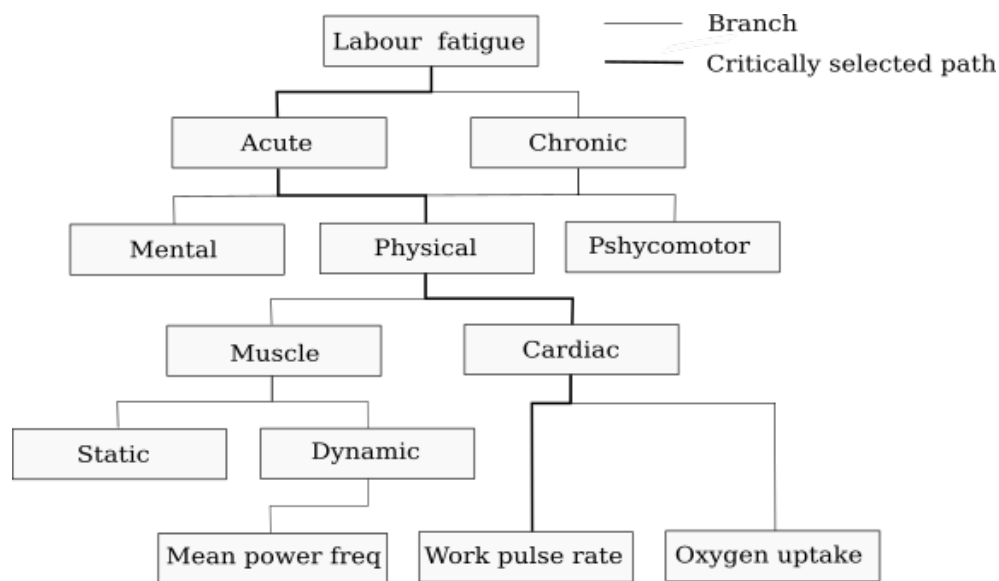 Labour fatigue
Branch
Critically selected path
Acute
Chronic
Mental
Physical
Pshycomotor
Muscle
Cardiac
Static
Dynamic
Mean power freq
Work pulse rate
Oxygen uptake